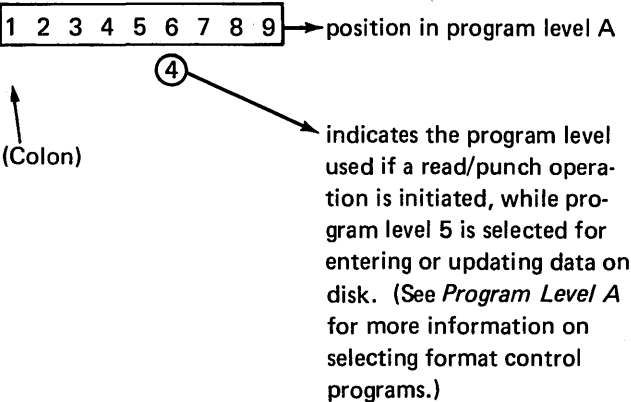 1 2 3 4 5 6 7 8 9 position in program level A
4
(Colon)
indicates the program level
used if a read/punch opera-
tion is initiated, while pro-
gram level 5 is selected for
entering or updating data on
disk. (See Program Level A
for more information on
selecting format control
programs.)